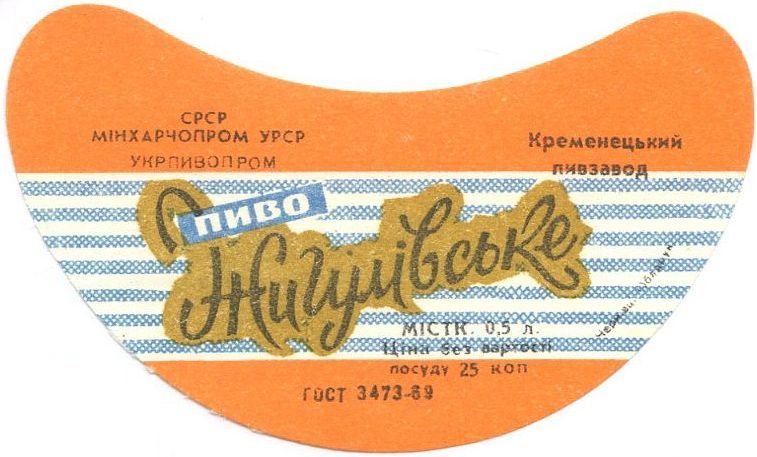 СРСР
МІНХАРЧОПРОМ УРСР
УКРПИВОПРОМ
Кременецький
пивзавод
ПИВО
Жигулівське
МІСТК. 0,5 л.
Ціна без вартості
посуду 25 коп
ГОСТ 3473-69